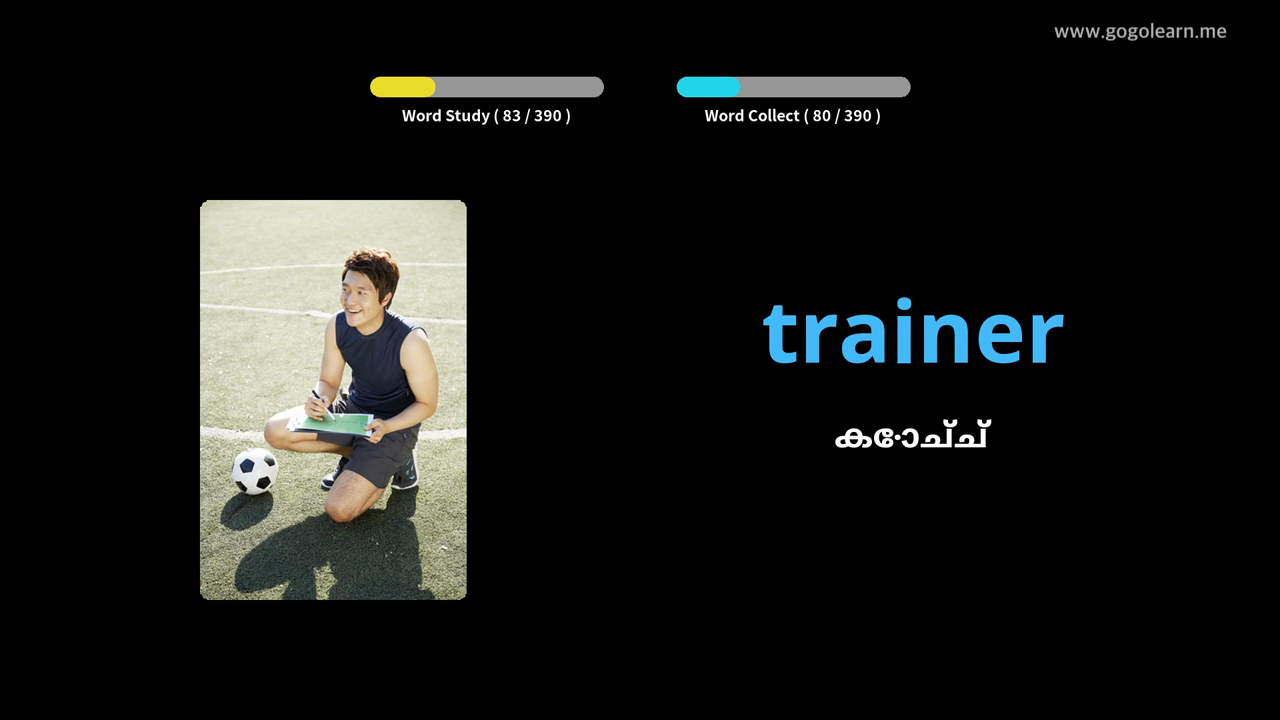 www.gogolearn.me
Word Study ( 83 / 390 )
Word Collect ( 80 / 390 )
trainer
കോച്ച്